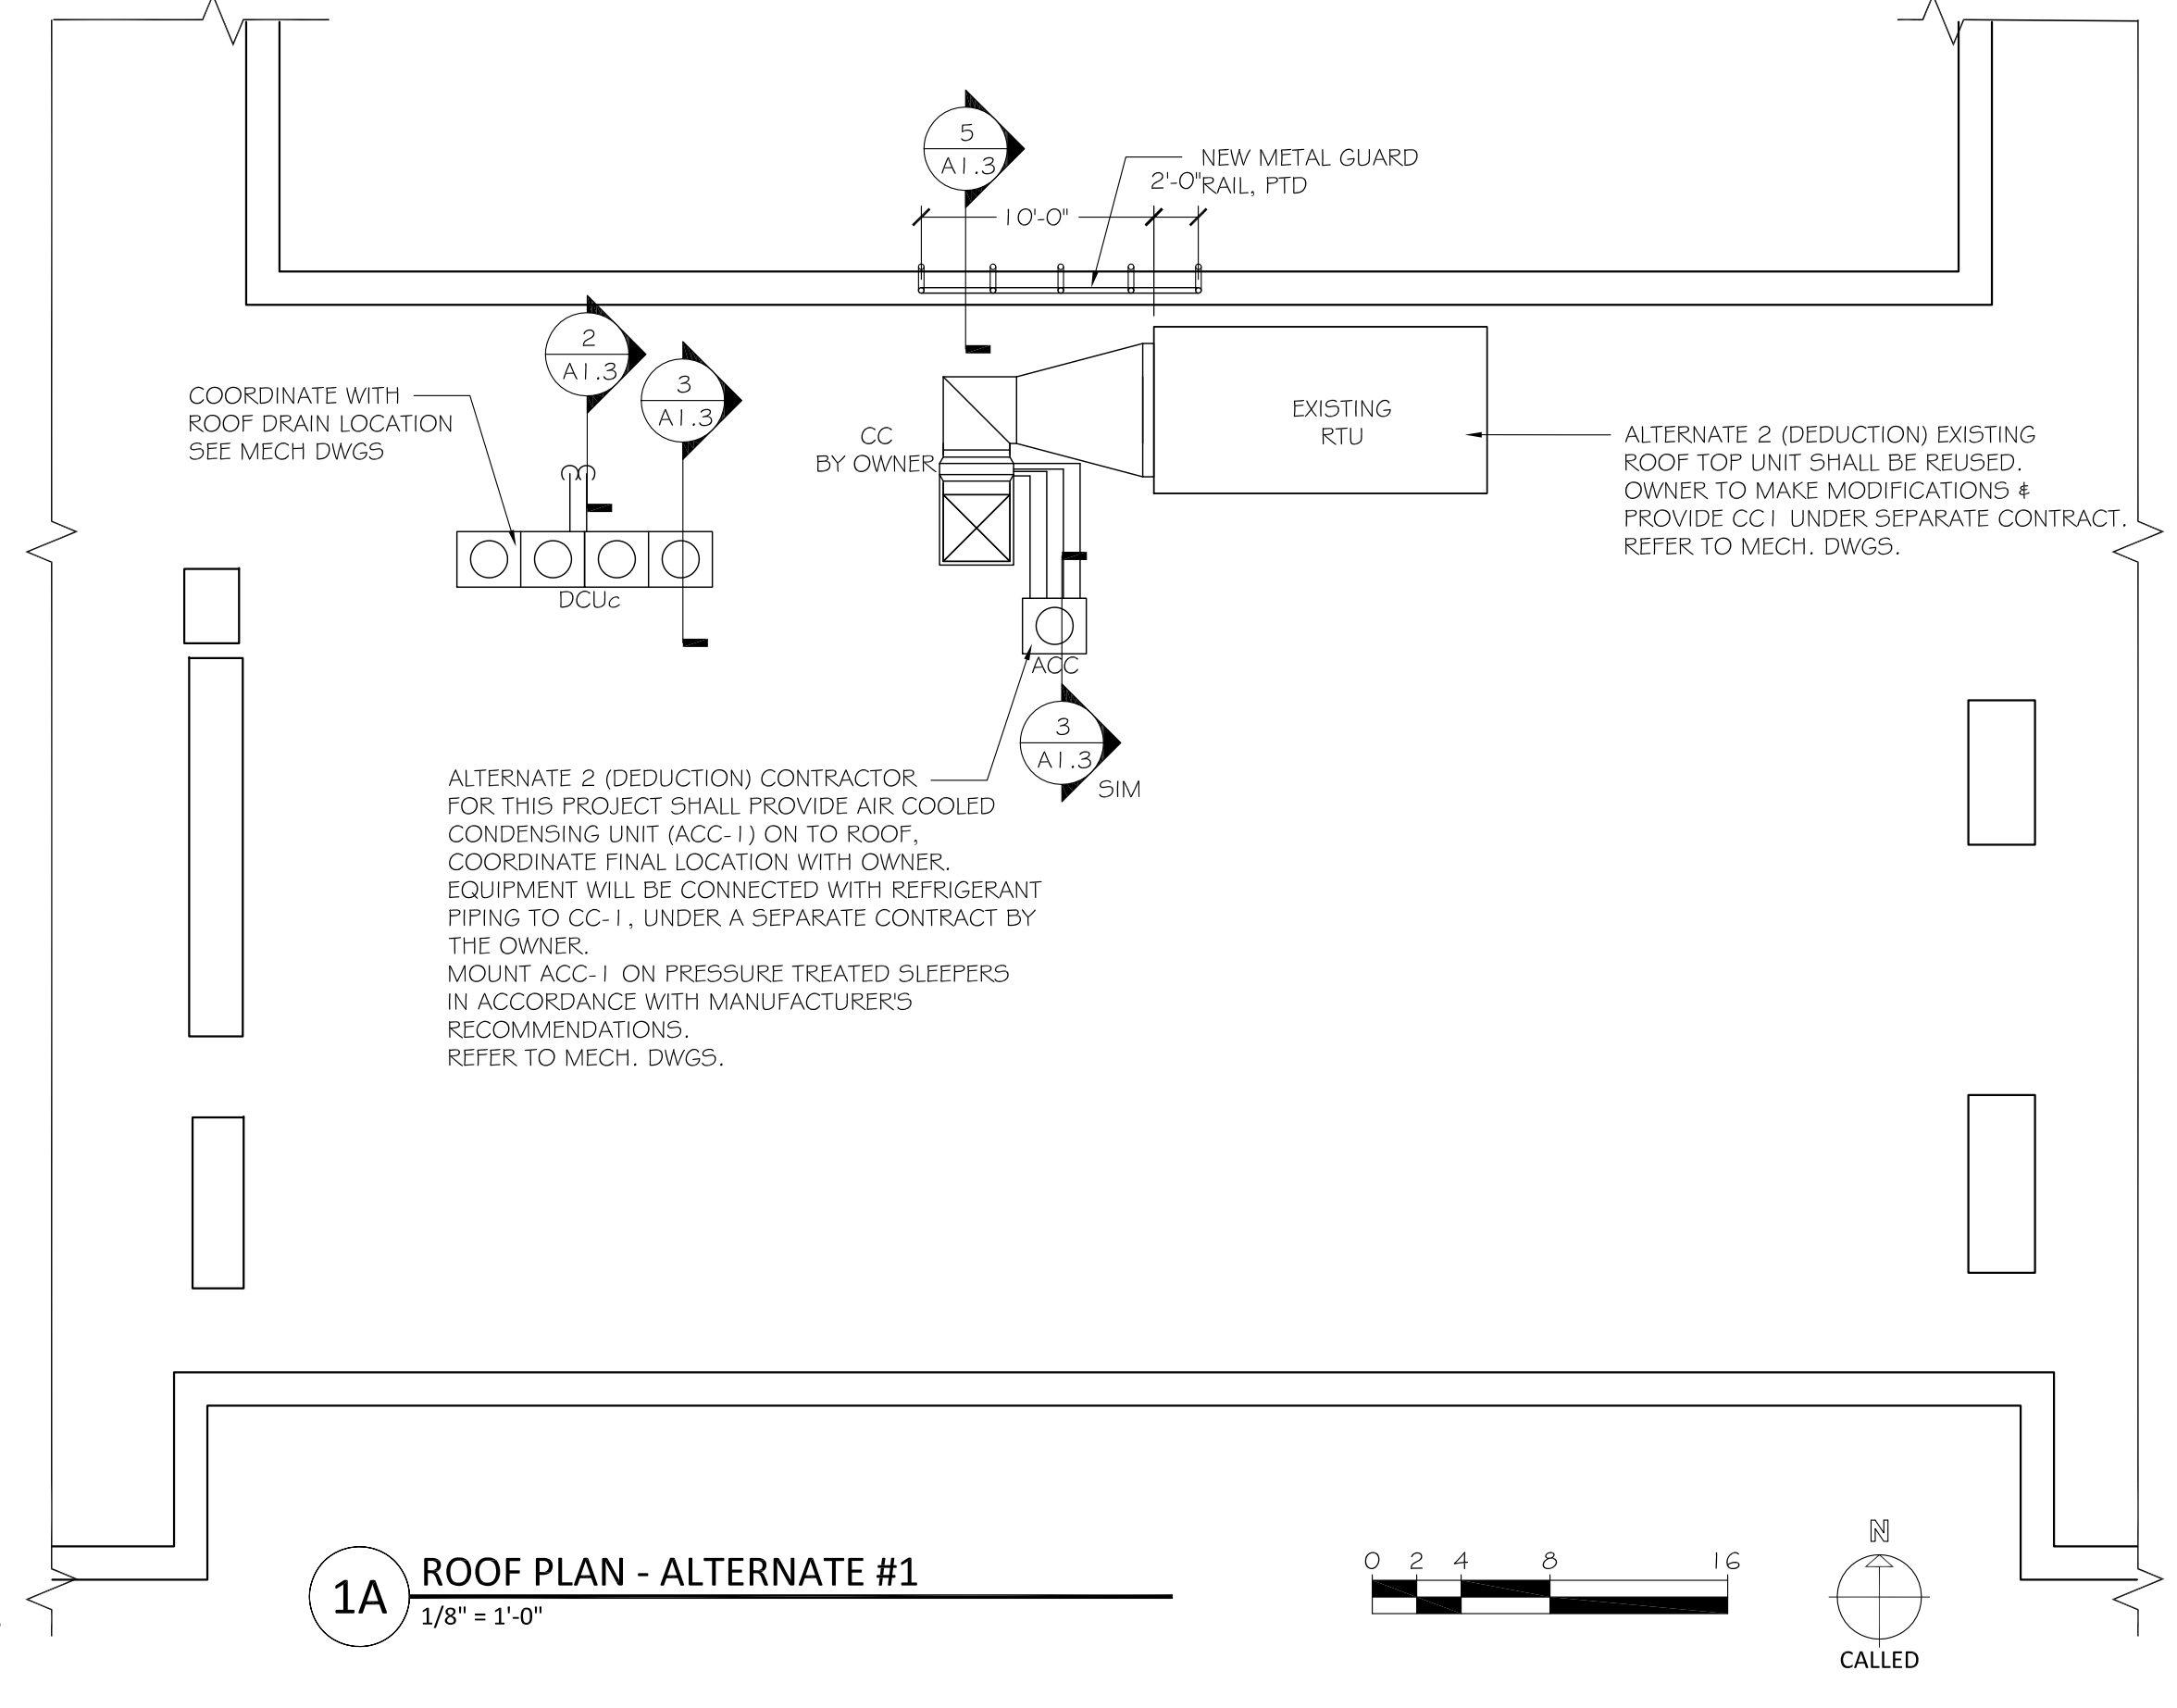 5
A1.3
NEW METAL GUARD
RAIL, PTD
2'-0"
10'-0"
2
A1.3
3
A1.3
COORDINATE WITH
ROOF DRAIN LOCATION
SEE MECH DWGS
CC
BY OWNER
EXISTING
RTU
ALTERNATE 2 (DEDUCTION) EXISTING
ROOF TOP UNIT SHALL BE REUSED.
OWNER TO MAKE MODIFICATIONS &
PROVIDE CC1 UNDER SEPARATE CONTRACT.
REFER TO MECH. DWGS.
DCUc
ACC
3
A1.3
SIM
ALTERNATE 2 (DEDUCTION) CONTRACTOR
FOR THIS PROJECT SHALL PROVIDE AIR COOLED
CONDENSING UNIT (ACC-1) ON TO ROOF,
COORDINATE FINAL LOCATION WITH OWNER.
EQUIPMENT WILL BE CONNECTED WITH REFRIGERANT
PIPING TO CC-1, UNDER A SEPARATE CONTRACT BY
THE OWNER.
MOUNT ACC-1 ON PRESSURE TREATED SLEEPERS
IN ACCORDANCE WITH MANUFACTURER'S
RECOMMENDATIONS.
REFER TO MECH. DWGS.
1A
ROOF PLAN - ALTERNATE #1
1/8" = 1'-0"
0 2 4 8 16
N
CALLED